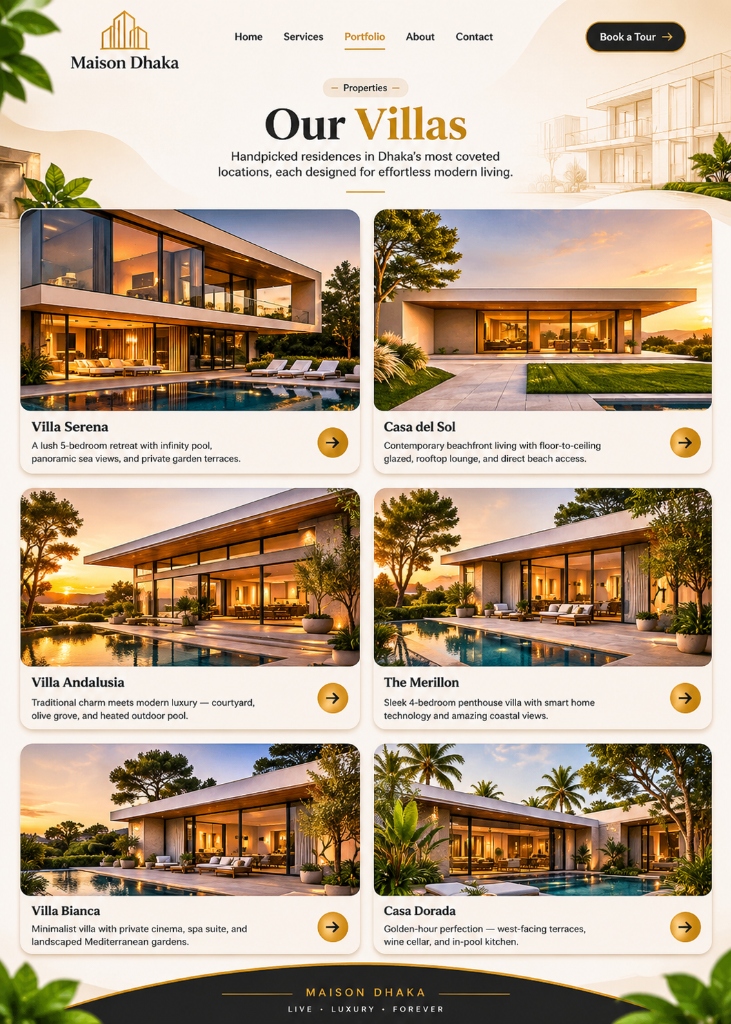 Maison Dhaka
Home Services Portfolio About Contact
Book a Tour →
– Properties –
Our Villas
Handpicked residences in Dhaka's most coveted
locations, each designed for effortless modern living.
Villa Serena
A lush 5-bedroom retreat with infinity pool,
panoramic sea views, and private garden terraces.
Casa del Sol
Contemporary beachfront living with floor-to-ceiling
glazed, rooftop lounge, and direct beach access.
Villa Andalusia
Traditional charm meets modern luxury — courtyard,
olive grove, and heated outdoor pool.
The Merillon
Sleek 4-bedroom penthouse villa with smart home
technology and amazing coastal views.
Villa Bianca
Minimalist villa with private cinema, spa suite, and
landscaped Mediterranean gardens.
Casa Dorada
Golden-hour perfection — west-facing terraces,
wine cellar, and in-pool kitchen.
MAISON DHAKA
LIVE • LUXURY • FOREVER